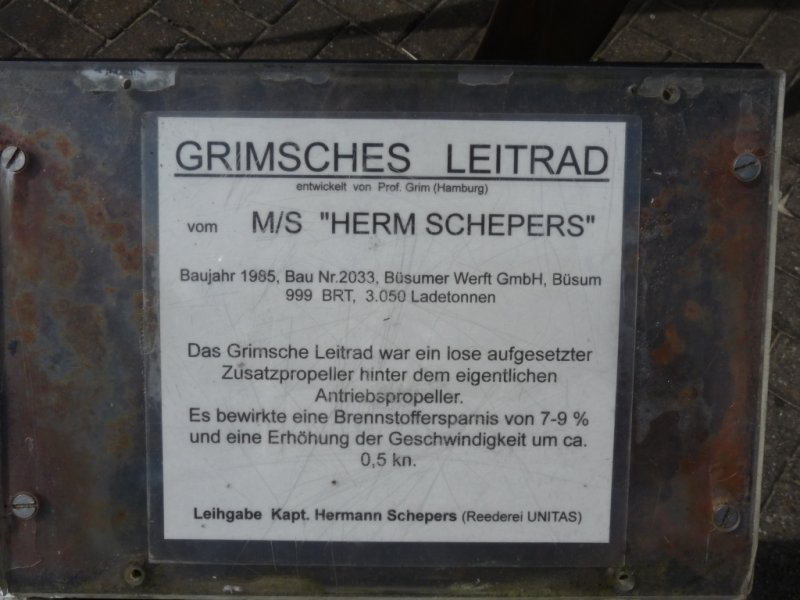 GRIMSCHES LEITRAD
entwickelt von Prof. Grim (Hamburg)
vom M/S "HERM SCHEPERS"
Baujahr 1985, Bau Nr.2033, Büsumer Werft GmbH, Büsum
999 BRT, 3.050 Ladetonnen
Das Grimsche Leitrad war ein lose aufgesetzter
Zusatzpropeller hinter dem eigentlichen
Antriebspropeller.
Es bewirkte eine Brennstoffersparnis von 7-9 %
und eine Erhöhung der Geschwindigkeit um ca.
0,5 kn.
Leihgabe Kapt. Hermann Schepers (Reederei UNITAS)